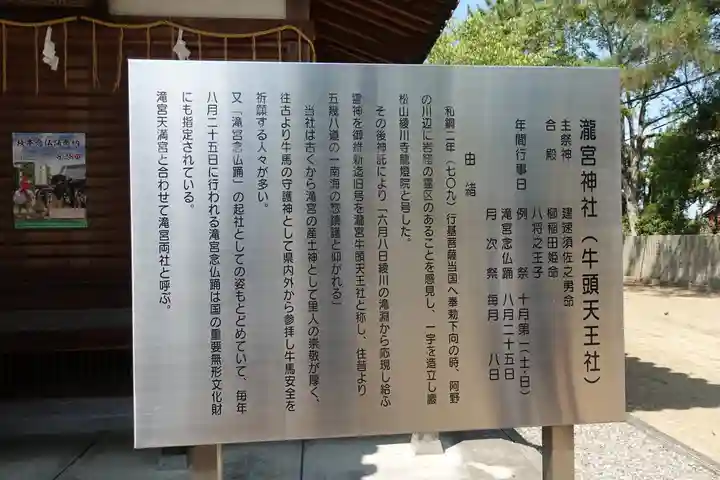 瀧宮神社（牛頭天王社）
主祭神　建速須佐之男命
合殿　櫛稲田姫命
八将之王子
年間行事日　例祭　十月第一（土・日）
滝宮念仏踊　八月二十五日
月次祭　毎月　八日
由緒
和銅二年（七〇九）行基菩薩当国へ奉勅下向の時、阿野
の川辺に岩窟の霊区のあることを感見し、一宇を造立し巖
松山綾川寺龍燈院と号した。
その後神託により「六月八日綾川の滝淵から応現し給ふ
霊神を御維新迄旧号を瀧宮牛頭天王社と称し、往昔より
五畿八道の一南海の惣鎮護と仰がれる」
当社は古くから滝宮の産土神として里人の崇敬が厚く、
往古より牛馬の守護神として県内外から参拝し牛馬安全を
祈願する人々が多い。
又「滝宮念仏踊」の起社としての姿もとどめていて、毎年
八月二十五日に行われる滝宮念仏踊は国の重要無形文化財
にも指定されている。
滝宮天満宮と合わせて滝宮両社と呼ぶ。